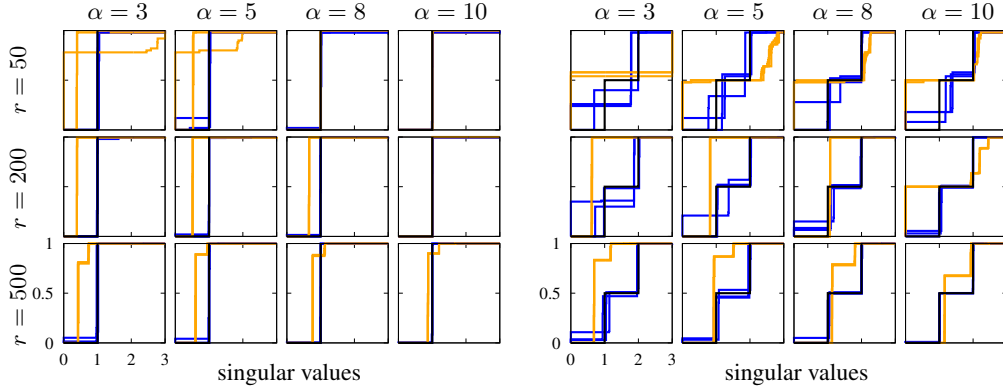 α = 3 α = 5 α = 8 α = 10 α = 3 α = 5 α = 8 α = 10
r = 50
r = 200
r = 500
1 1
0.5 0.5
0 0
0 1 2 3 0 1 2 3
singular values singular values